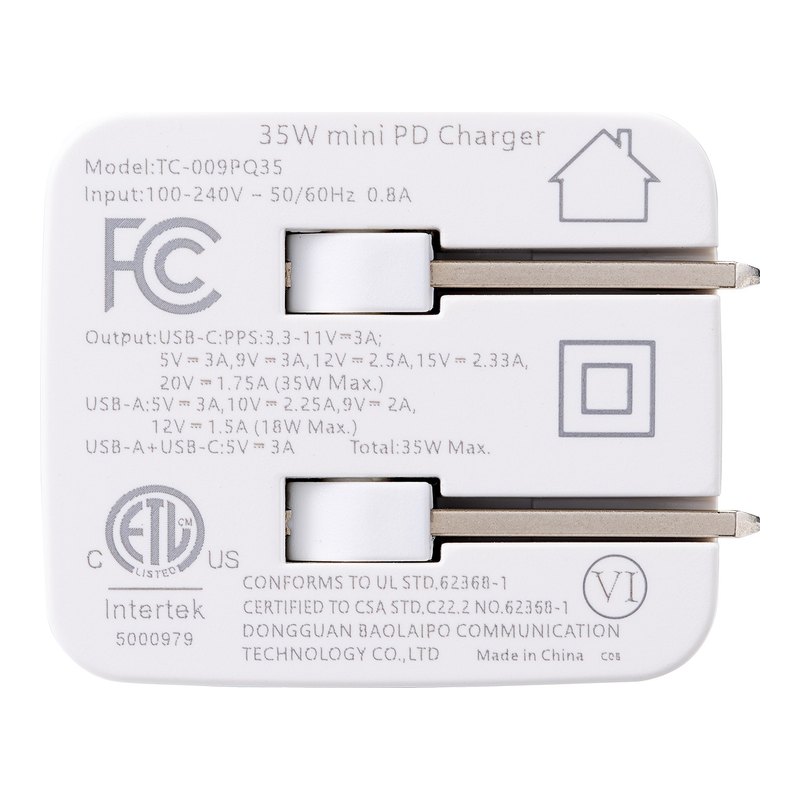 35W mini PD Charger
Model:TC-009PQ35
Input:100-240V ~ 50/60Hz 0.8A
FCC
Output:USB-C:PPS:3.3-11V⎓3A;
5V⎓3A,9V⎓3A,12V⎓2.5A,15V⎓2.33A,
20V⎓1.75A (35W Max.)
USB-A:5V⎓3A,10V⎓2.25A,9V⎓2A,
12V⎓1.5A (18W Max.)
USB-A+USB-C:5V⎓3A Total:35W Max.
ETL CM
LISTED
C US
Intertek
5000979
CONFORMS TO UL STD,62368-1
CERTIFIED TO CSA STD,C22,2 NO.62368-1
DONGGUAN BAOLAIPO COMMUNICATION
TECHNOLOGY CO.,LTD Made in China C08
VI